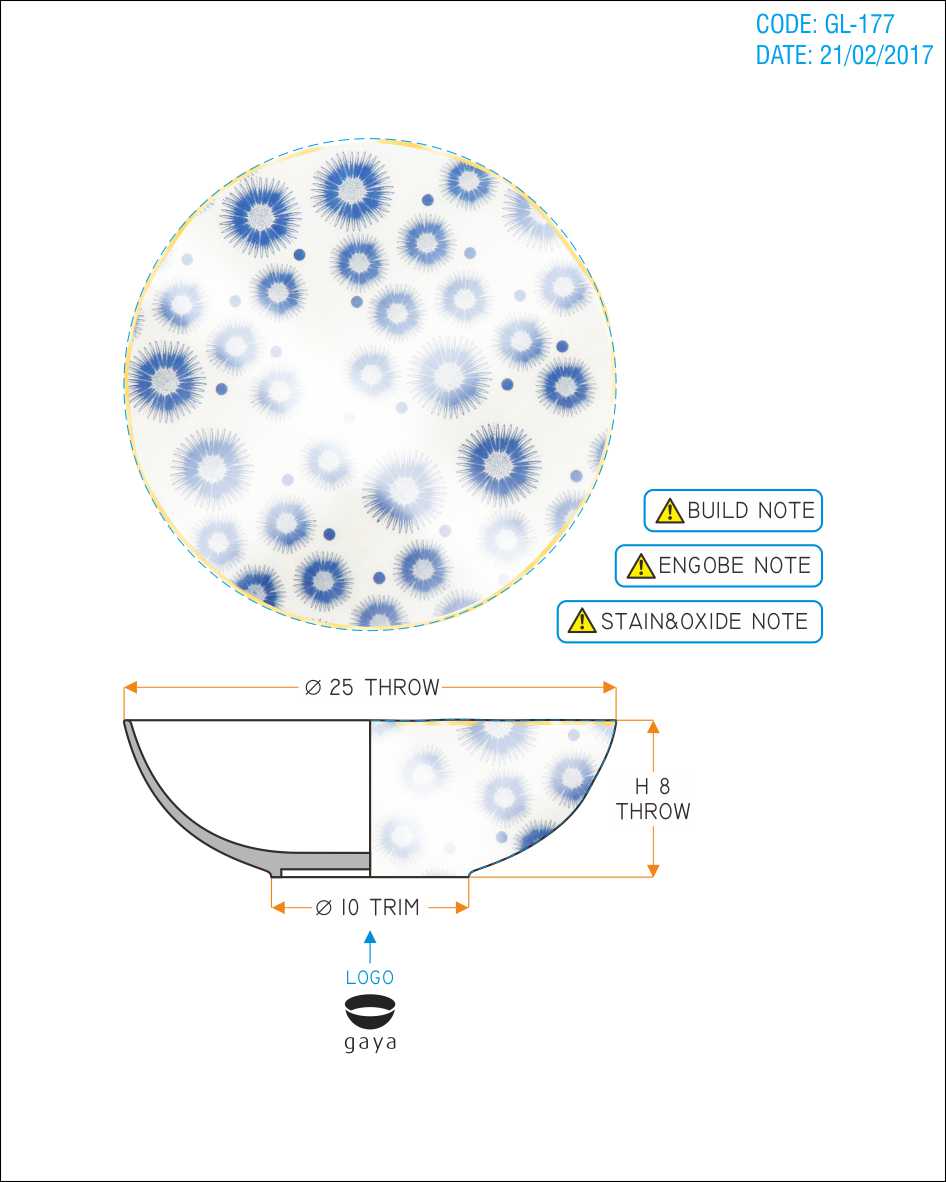 CODE: GL-177
DATE: 21/02/2017
BUILD NOTE
ENGOBE NOTE
STAIN&OXIDE NOTE
⌀ 25 THROW
H 8
THROW
⌀ 10 TRIM
LOGO
gaya